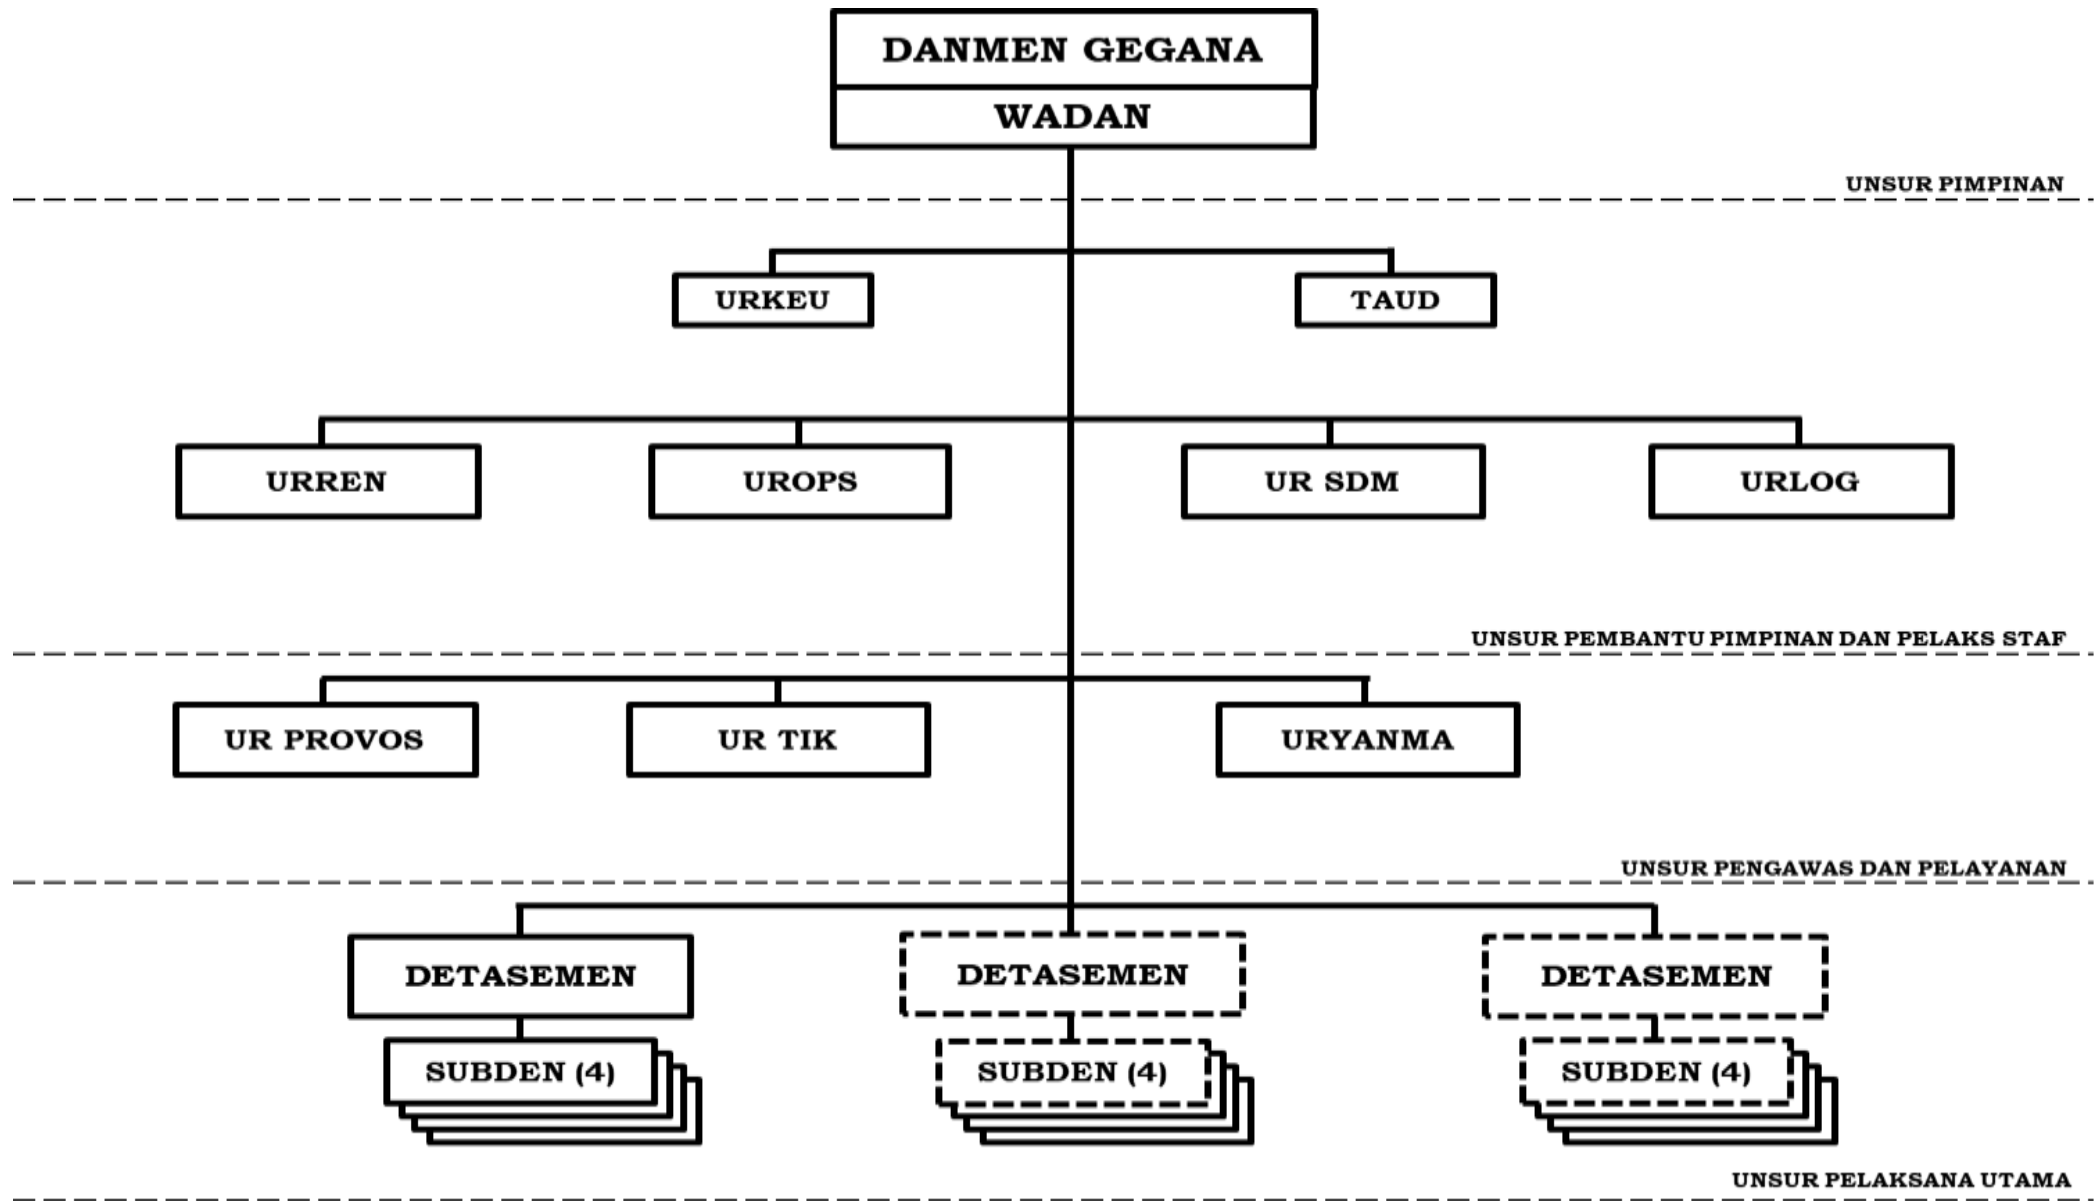 DANMEN GEGANA
WADAN
UNSUR PIMPINAN
URKEU
TAUD
URREN
UROPS
UR SDM
URLOG
UNSUR PEMBANTU PIMPINAN DAN PELAKS STAF
UR PROVOS
UR TIK
URYANMA
UNSUR PENGAWAS DAN PELAYANAN
DETASEMEN
DETASEMEN
DETASEMEN
SUBDEN (4)
SUBDEN (4)
SUBDEN (4)
UNSUR PELAKSANA UTAMA